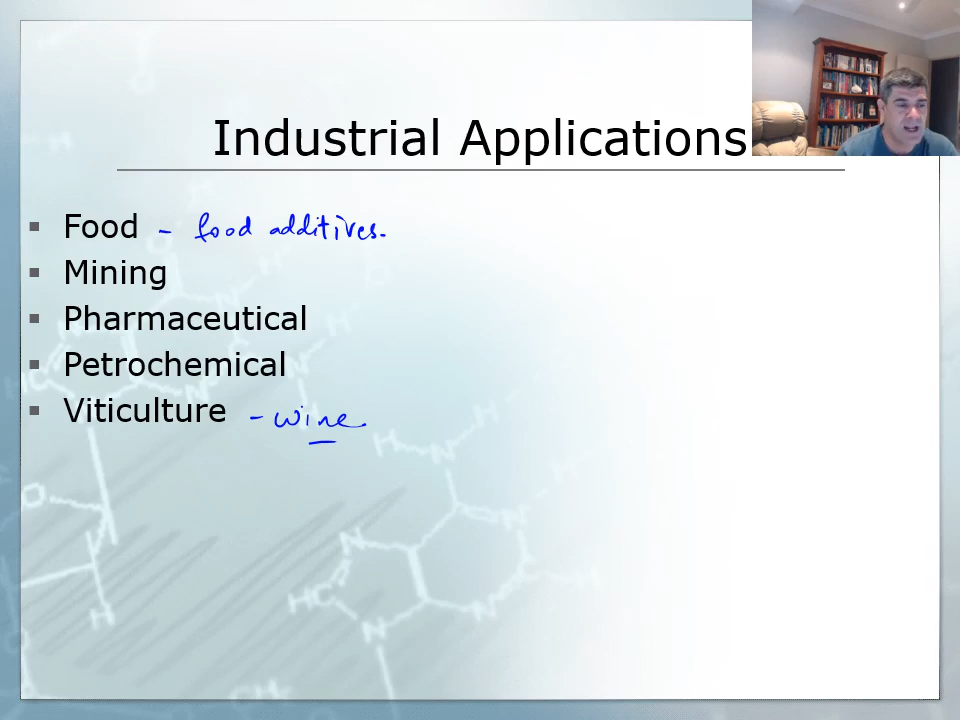 Industrial Applications
▪ Food - food additives.
▪ Mining
▪ Pharmaceutical
▪ Petrochemical
▪ Viticulture - wine